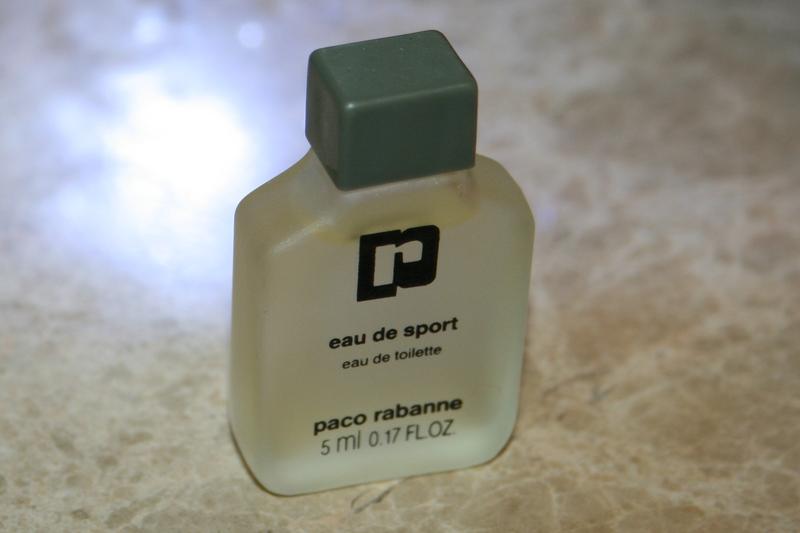 eau de sport
eau de toilette
paco rabanne
5 ml 0.17 FL.OZ.